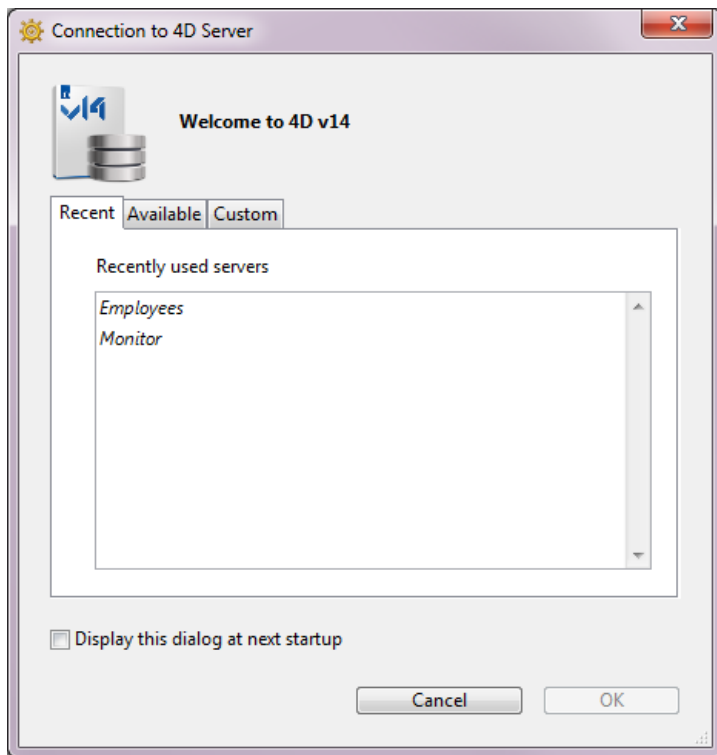 Connection to 4D Server
v14
Welcome to 4D v14
Recent Available Custom
Recently used servers
Employees
Monitor
Display this dialog at next startup
Cancel OK